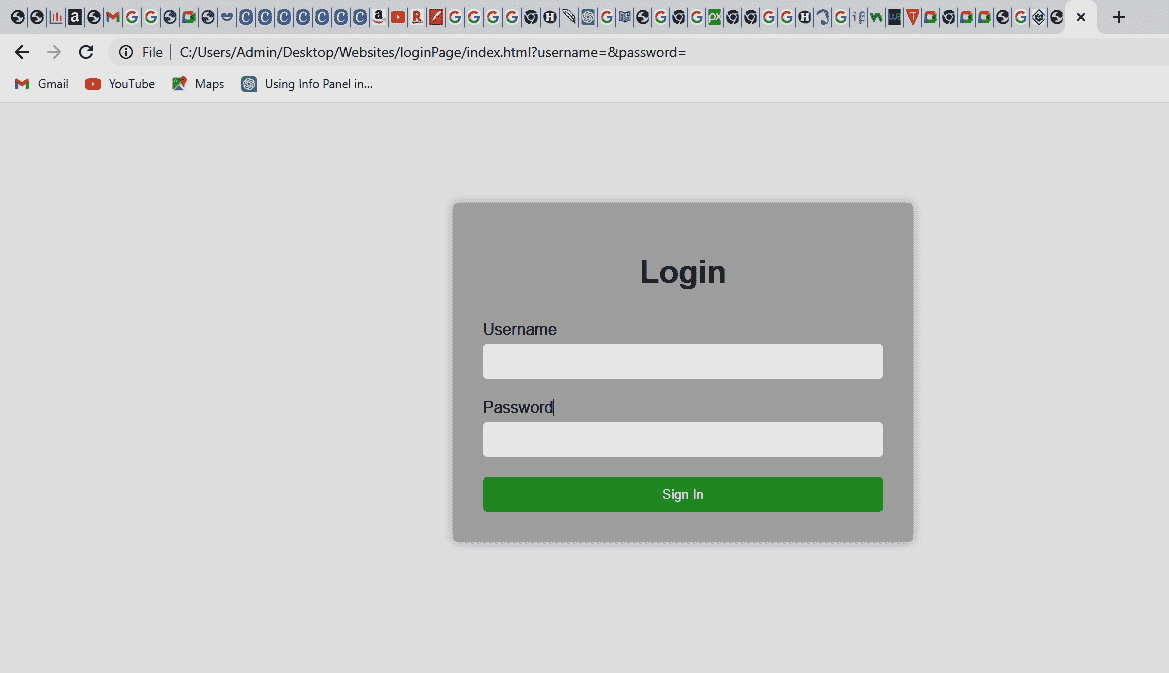 File C:/Users/Admin/Desktop/Websites/loginPage/index.html?username=&password=
Gmail YouTube Maps Using Info Panel in...
Login
Username
Password
Sign In